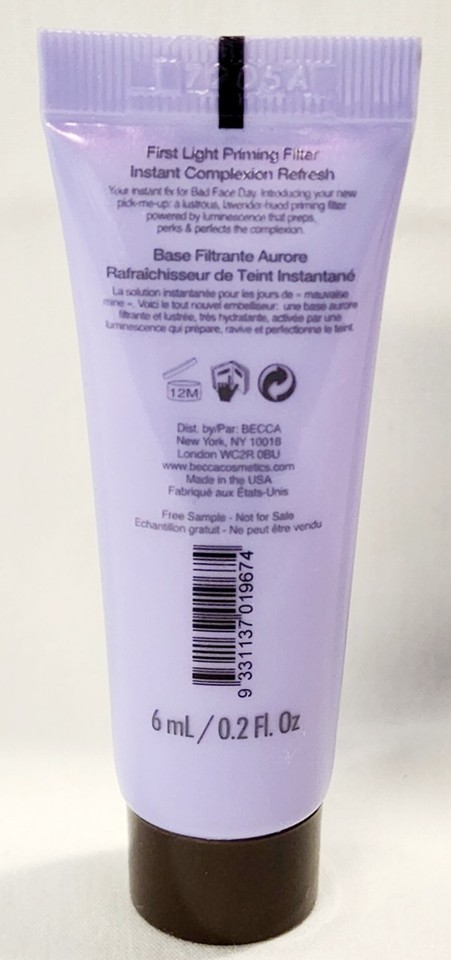 First Light Priming Filter
Instant Complexion Refresh
Your instant fix for Bad Face Day. Introducing your new
pick-me-up: a lustrous, lavender-hued priming filter
powered by luminescence that preps,
perks & perfects the complexion.
Base Filtrante Aurore
Rafraîchisseur de Teint Instantané
La solution instantanée pour les jours de « mauvaise
mine ». Voici le tout nouvel embelliseur: une base aurore
filtrante et lustrée, très hydratante, activée par une
luminescence qui prépare, ravive et perfectionne le teint.
12M
Dist. by/Par: BECCA
New York, NY 10018
London WC2R 0BU
www.beccacosmetics.com
Made in the USA
Fabriqué aux États-Unis
Free Sample - Not for Sale
Echantillon gratuit - Ne peut être vendu
9 331137 019674
6 mL / 0.2 Fl. Oz